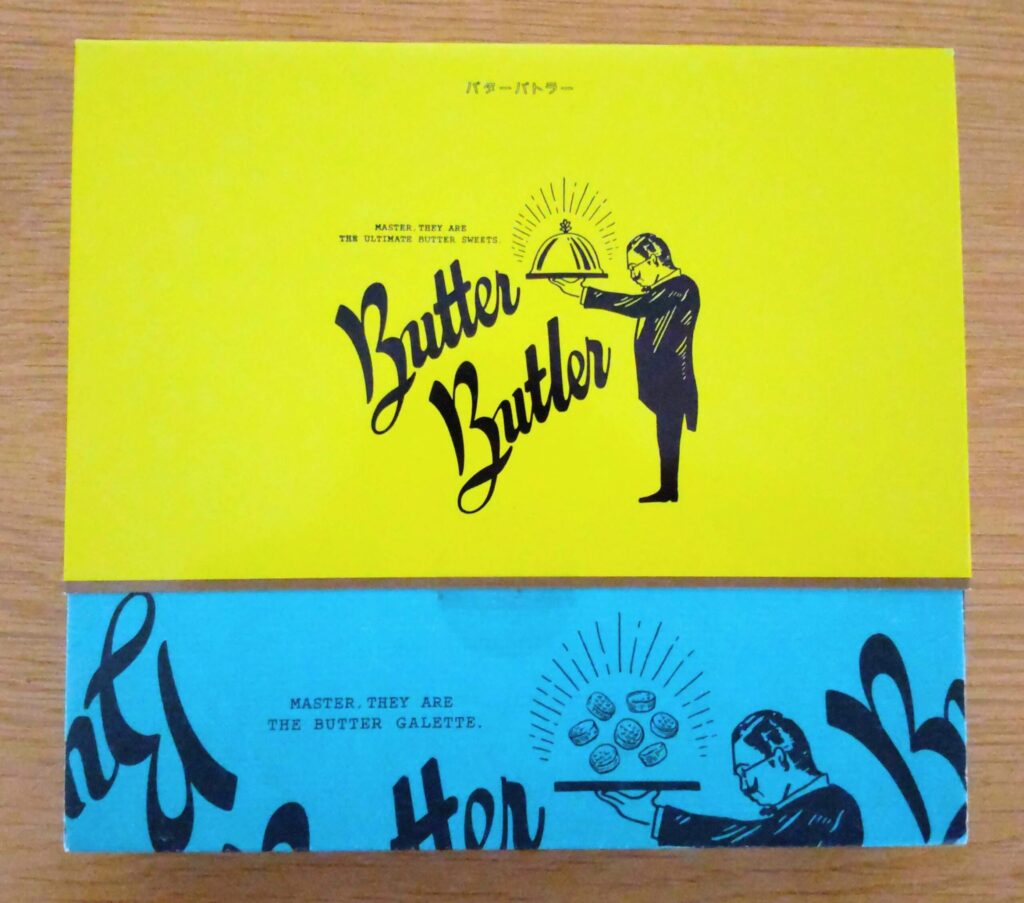 バターバトラー
MASTER, THEY ARE
THE ULTIMATE BUTTER SWEETS.
Butter
Butler
MASTER, THEY ARE
THE BUTTER GALETTE.
tter
B